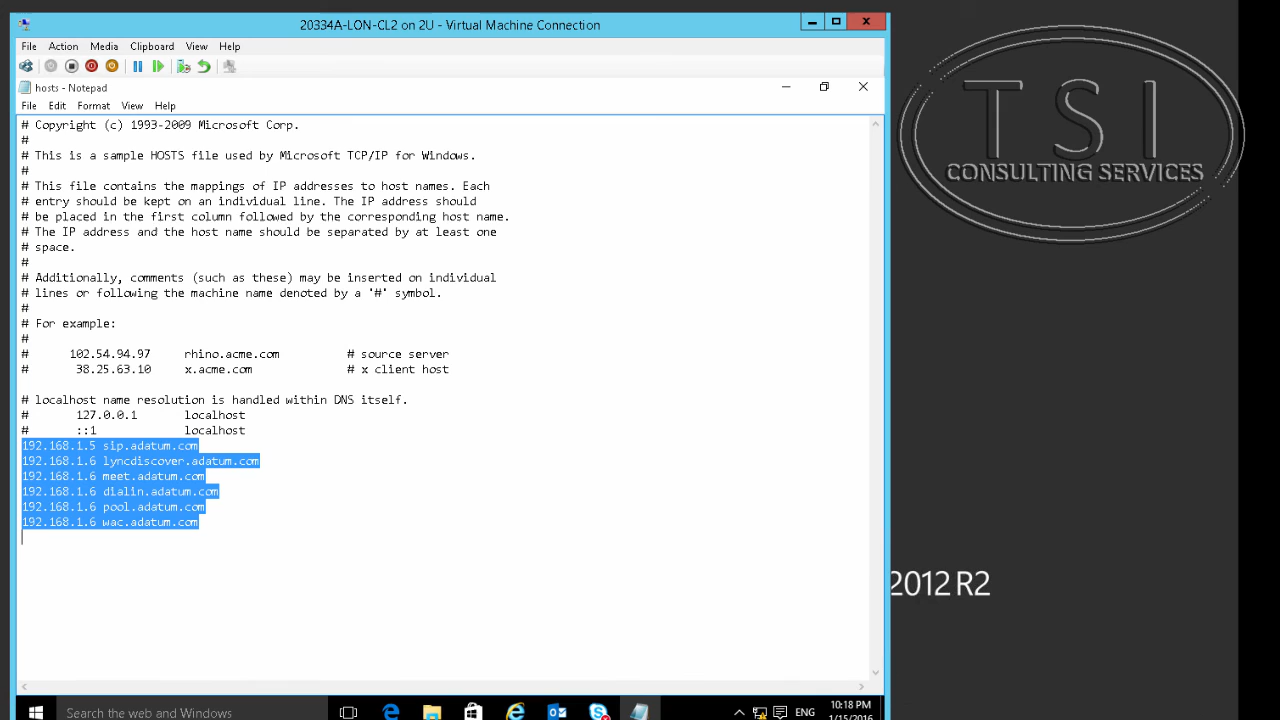 20334A-LON-CL2 on 2U - Virtual Machine Connection
File Action Media Clipboard View Help
hosts - Notepad
File Edit Format View Help
# Copyright (c) 1993-2009 Microsoft Corp.
#
# This is a sample HOSTS file used by Microsoft TCP/IP for Windows.
#
# This file contains the mappings of IP addresses to host names. Each
# entry should be kept on an individual line. The IP address should
# be placed in the first column followed by the corresponding host name.
# The IP address and the host name should be separated by at least one
# space.
#
# Additionally, comments (such as these) may be inserted on individual
# lines or following the machine name denoted by a '#' symbol.
#
# For example:
#
# 102.54.94.97 rhino.acme.com # source server
# 38.25.63.10 x.acme.com # x client host
# localhost name resolution is handled within DNS itself.
# 127.0.0.1 localhost
# ::1 localhost
192.168.1.5 sip.adatum.com
192.168.1.6 lyncdiscover.adatum.com
192.168.1.6 meet.adatum.com
192.168.1.6 dialin.adatum.com
192.168.1.6 pool.adatum.com
192.168.1.6 wac.adatum.com
Search the web and Windows
ENG
10:18 PM
1/15/2016
TSI
CONSULTING SERVICES
2012 R2